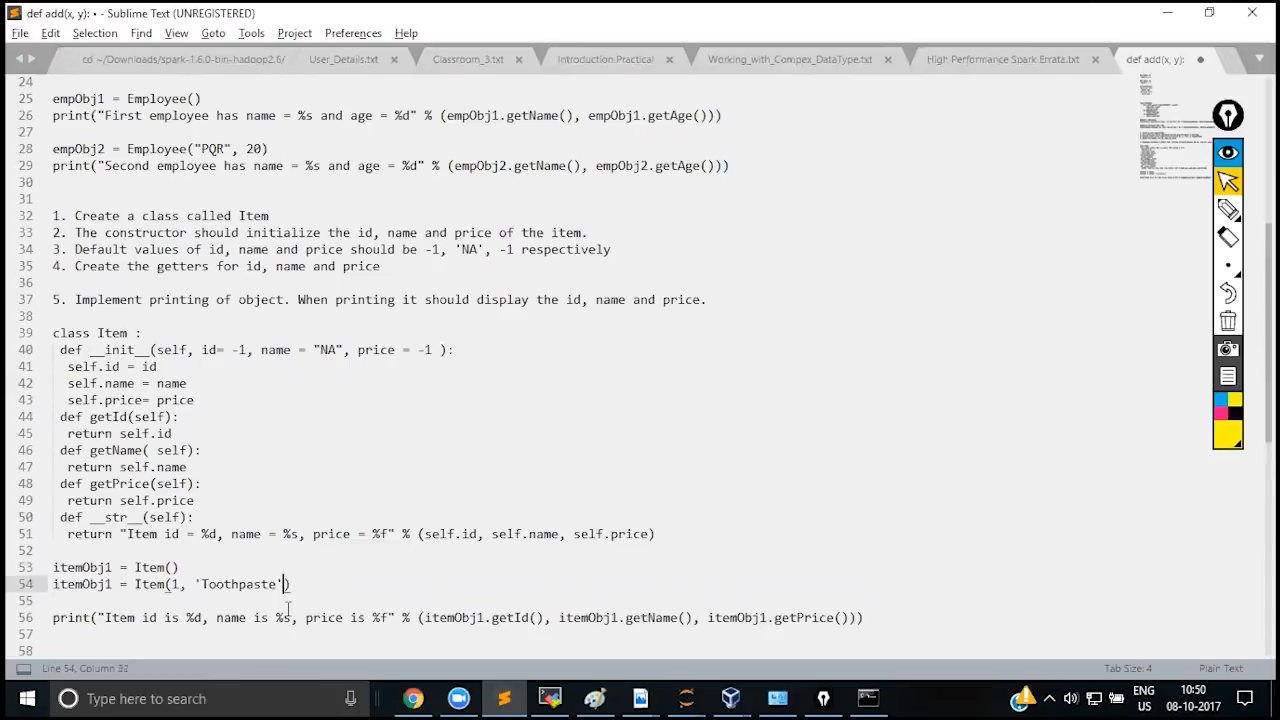 def add(x, y): • - Sublime Text (UNREGISTERED)
File Edit Selection Find View Goto Tools Project Preferences Help
cd ~/Downloads/spark-1.6.0-bin-hadoop2.6/ User_Details.txt Classroom_3.txt Introduction Practical Working_with_Compex_DataType.txt High Performance Spark Errata.txt def add(x, y):
24
25 empObj1 = Employee()
26 print("First employee has name = %s and age = %d" % (empObj1.getName(), empObj1.getAge()))
27
28 empObj2 = Employee("PQR", 20)
29 print("Second employee has name = %s and age = %d" % (empObj2.getName(), empObj2.getAge()))
30
31
32 1. Create a class called Item
33 2. The constructor should initialize the id, name and price of the item.
34 3. Default values of id, name and price should be -1, 'NA', -1 respectively
35 4. Create the getters for id, name and price
36
37 5. Implement printing of object. When printing it should display the id, name and price.
38
39 class Item :
40 def __init__(self, id= -1, name = "NA", price = -1 ):
41 self.id = id
42 self.name = name
43 self.price= price
44 def getId(self):
45 return self.id
46 def getName( self):
47 return self.name
48 def getPrice(self):
49 return self.price
50 def __str__(self):
51 return "Item id = %d, name = %s, price = %f" % (self.id, self.name, self.price)
52
53 itemObj1 = Item()
54 itemObj1 = Item(1, 'Toothpaste')
55
56 print("Item id is %d, name is %s, price is %f" % (itemObj1.getId(), itemObj1.getName(), itemObj1.getPrice()))
57
58
Line 54, Column 32 Tab Size: 4 Plain Text
Type here to search ENG US 10:50 08-10-2017